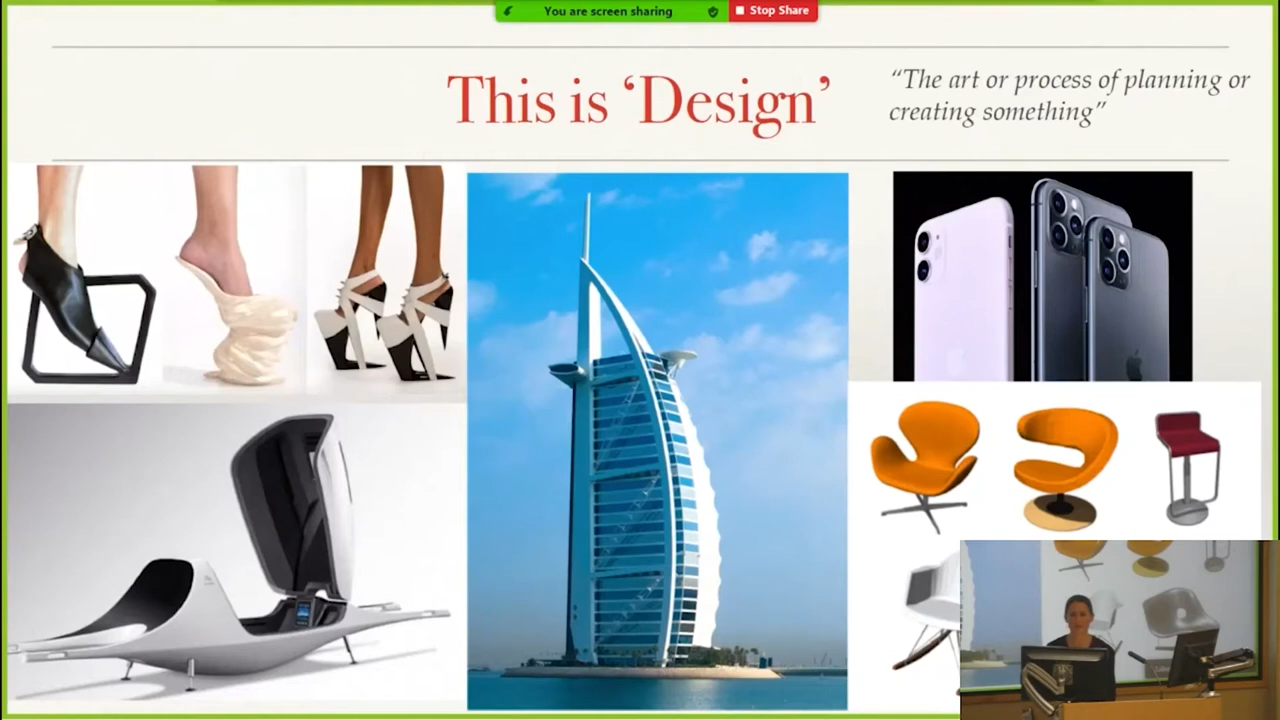 You are screen sharing
Stop Share
This is ‘Design’
“The art or process of planning or
creating something”